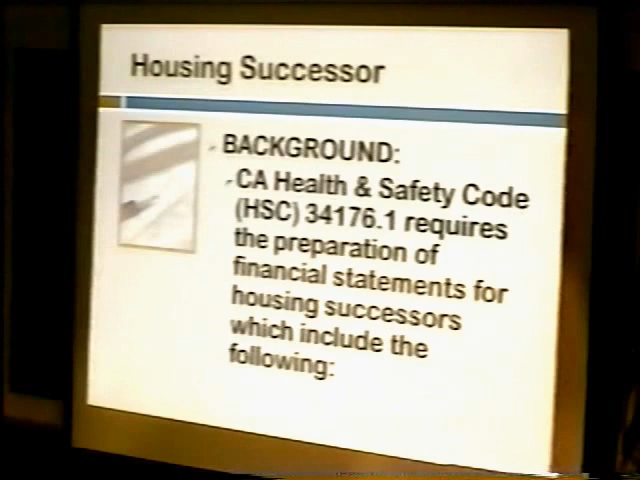 Housing Successor
- BACKGROUND:
- CA Health & Safety Code
(HSC) 34176.1 requires
the preparation of
financial statements for
housing successors
which include the
following: